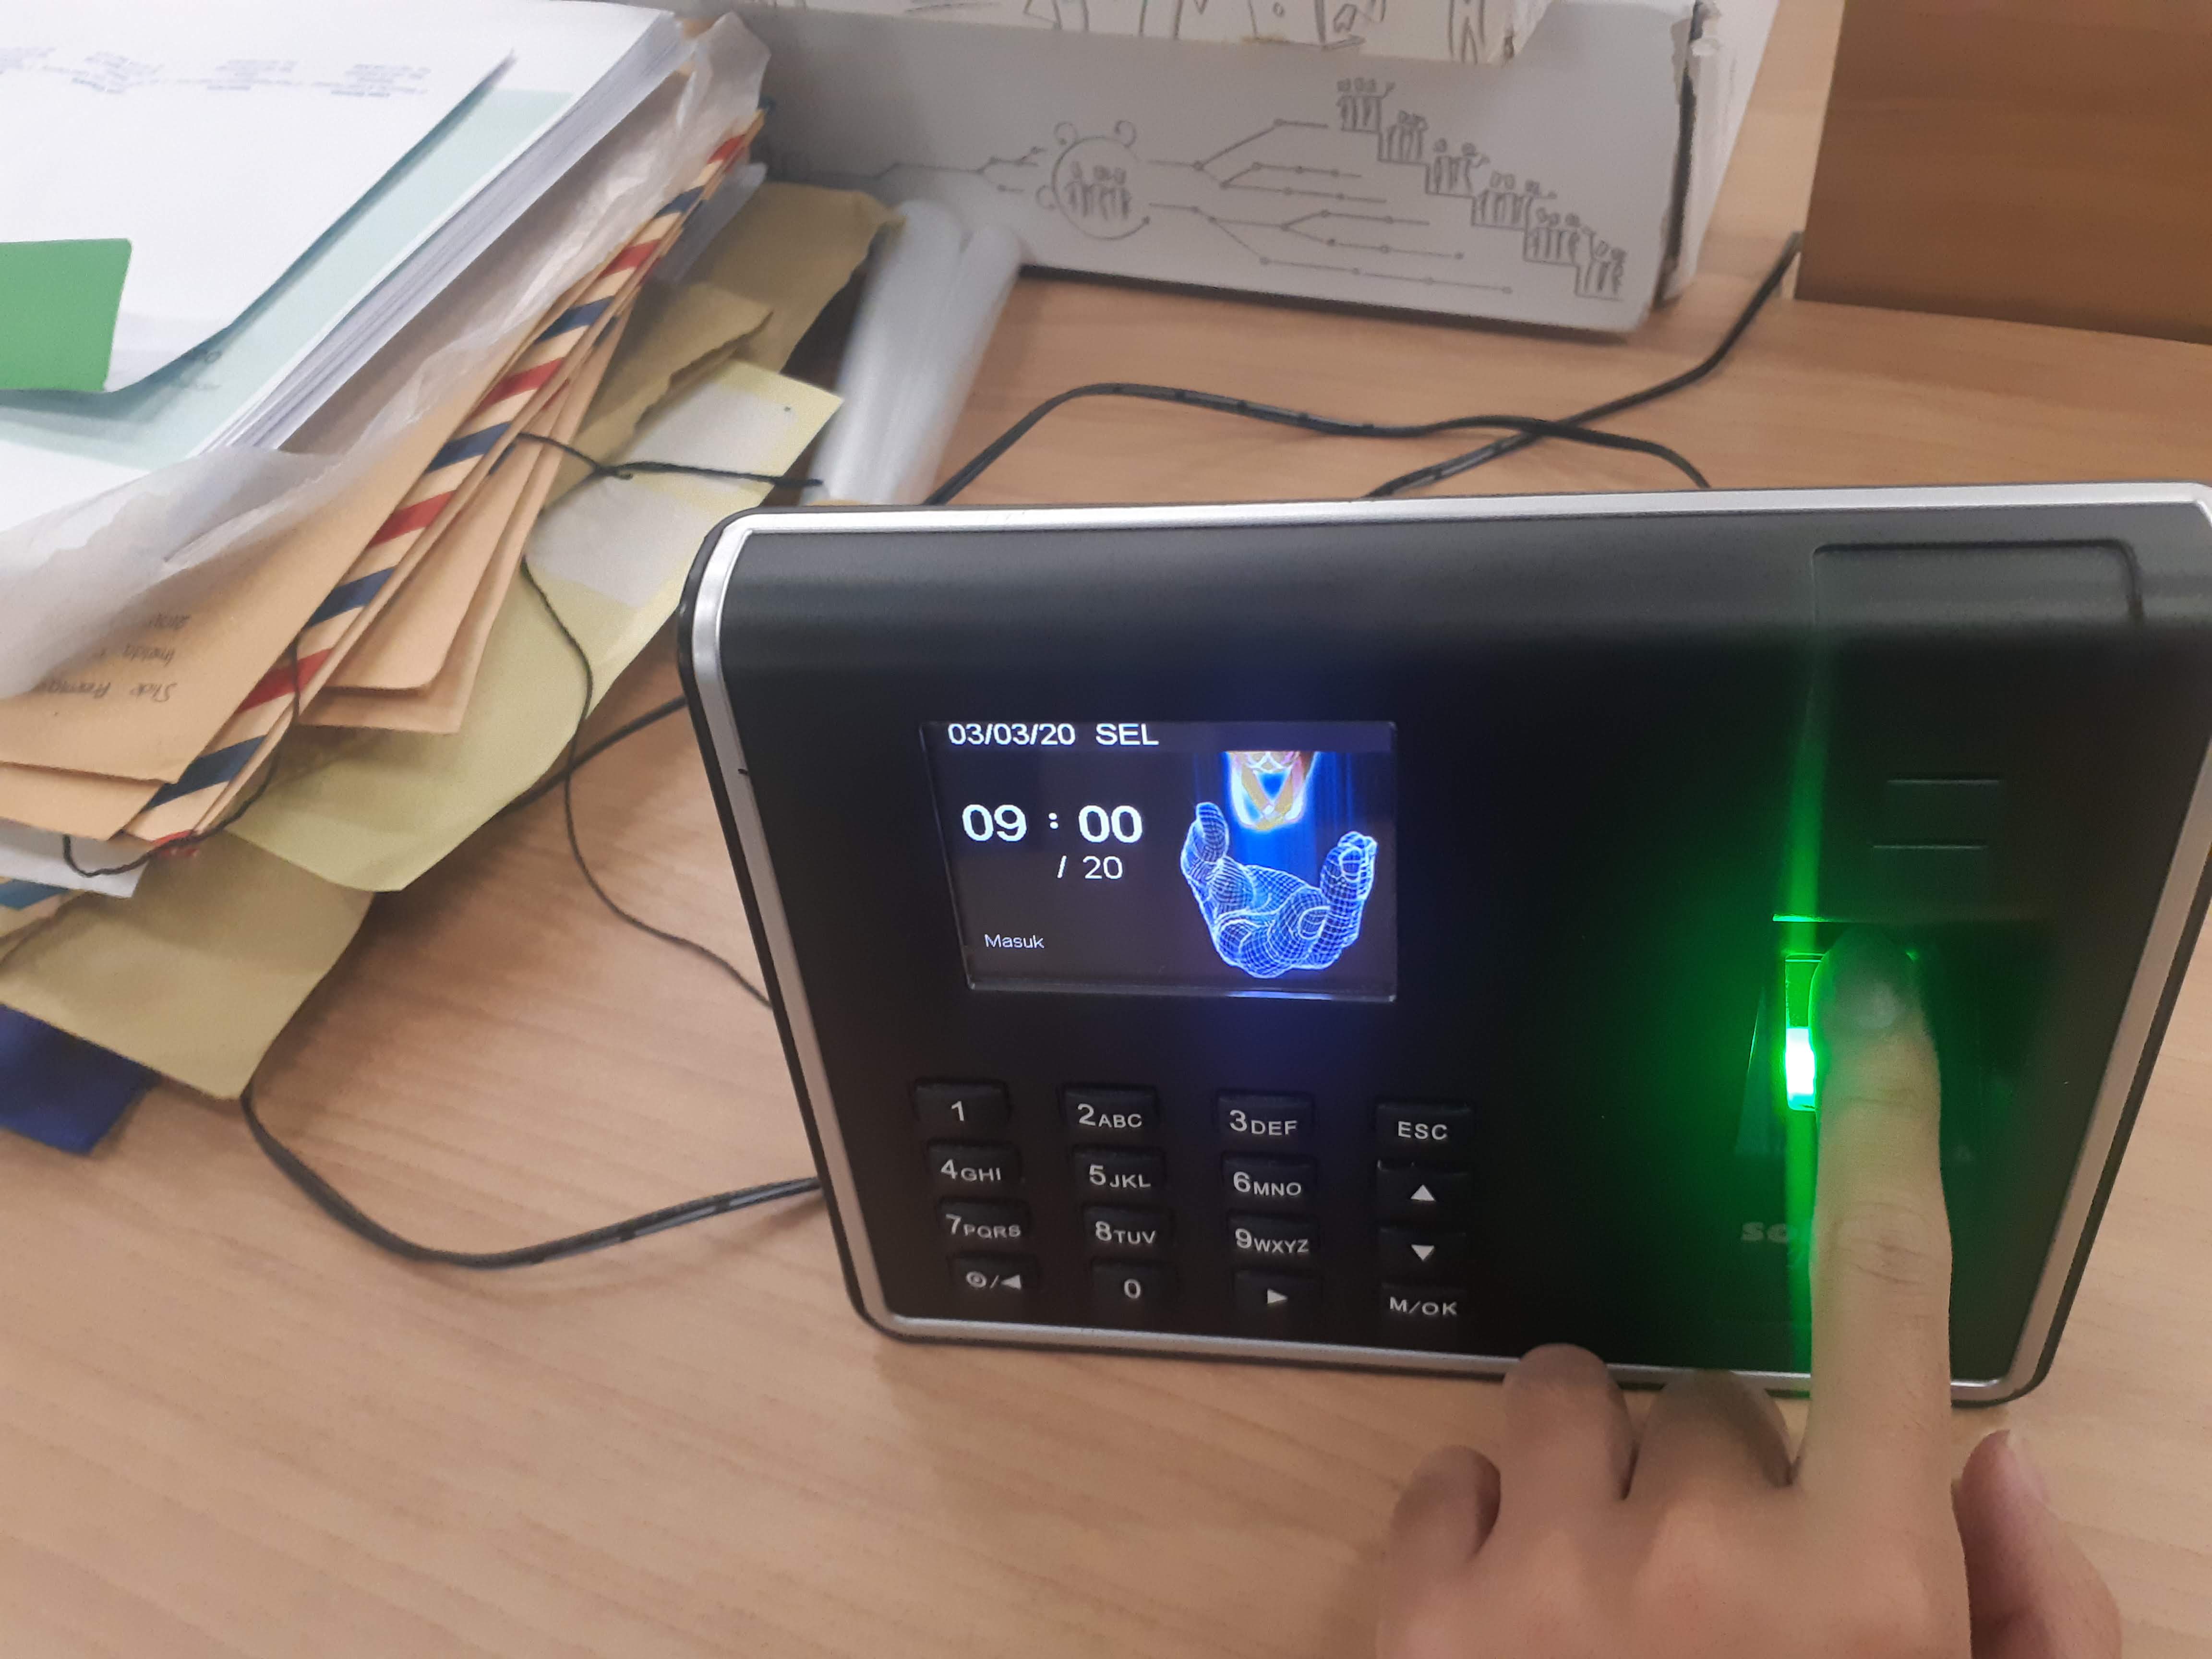 03/03/20 SEL
09 : 00
/ 20
Masuk
1 2ABC 3DEF ESC
4GHI 5JKL 6MNO ▲
7PQRS 8TUV 9WXYZ ▼
◎/◀ 0 ▶ M/OK